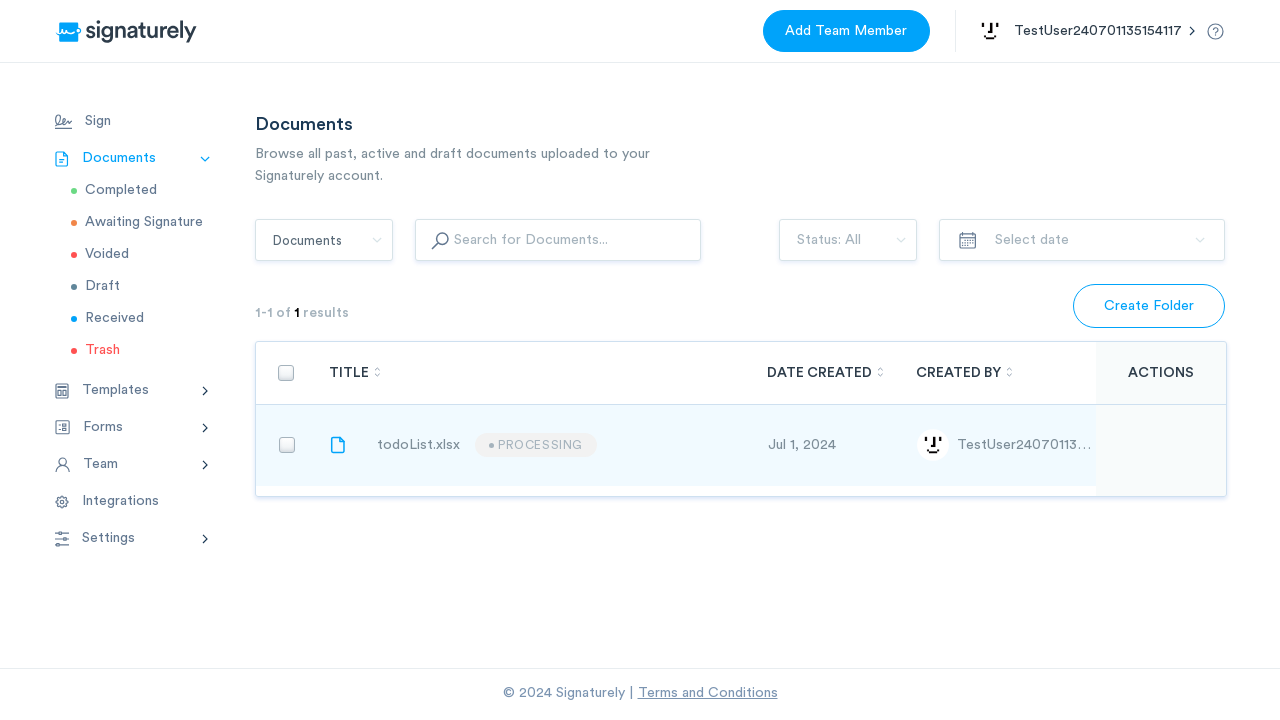 signaturely
Add Team Member
TestUser240701135154117
Sign
Documents
Completed
Awaiting Signature
Voided
Draft
Received
Trash
Templates
Forms
Team
Integrations
Settings
Documents
Browse all past, active and draft documents uploaded to your
Signaturely account.
Documents
Search for Documents...
Status: All
Select date
1-1 of 1 results
Create Folder
TITLE DATE CREATED CREATED BY ACTIONS
todoList.xlsx PROCESSING Jul 1, 2024 TestUser24070113...
© 2024 Signaturely | Terms and Conditions